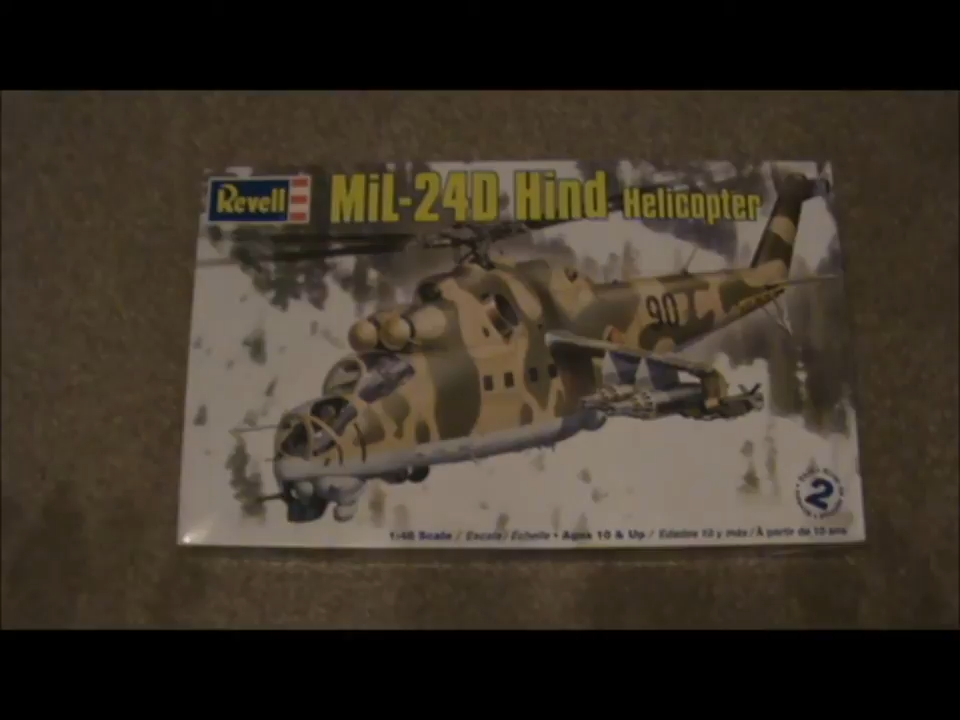 Revell
MiL-24D Hind Helicopter
90
2
1:48 Scale / Escala / Echelle • Ages 10 & Up / Edades 10 y más / À partir de 10 ans